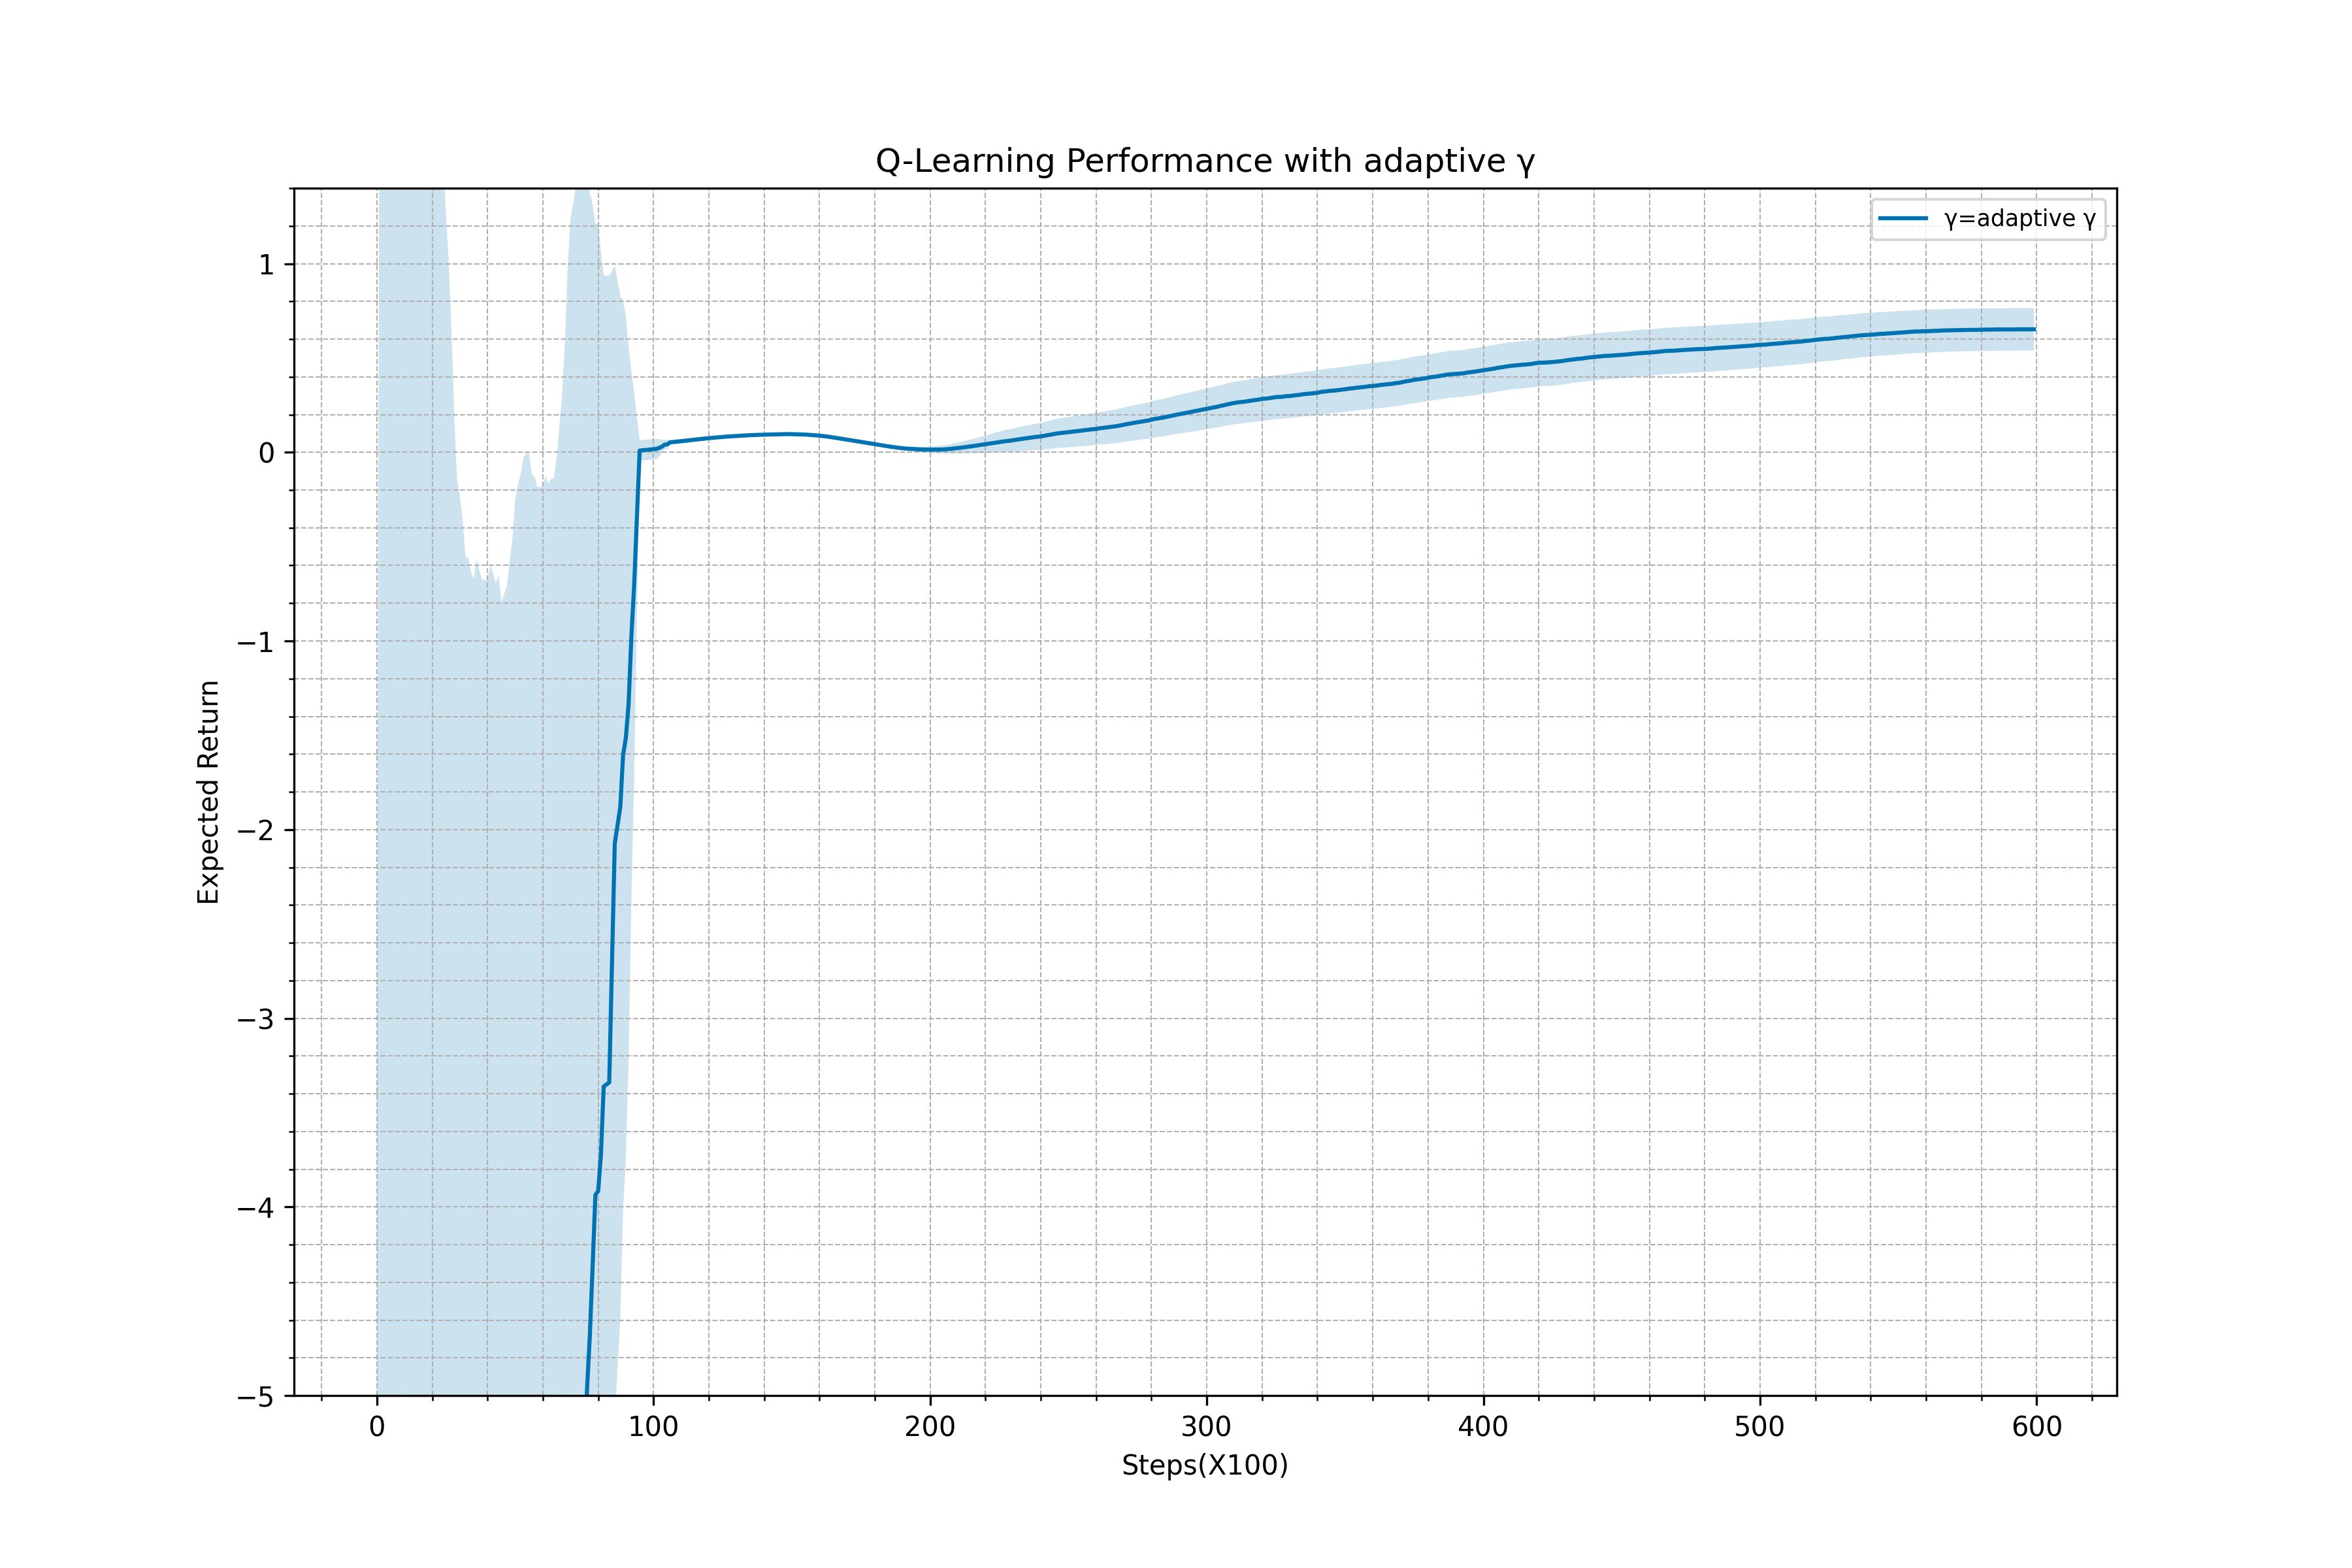 Q-Learning Performance with adaptive γ
γ=adaptive γ
1
0
−1
−2
−3
−4
−5
Expected Return
0 100 200 300 400 500 600
Steps(X100)